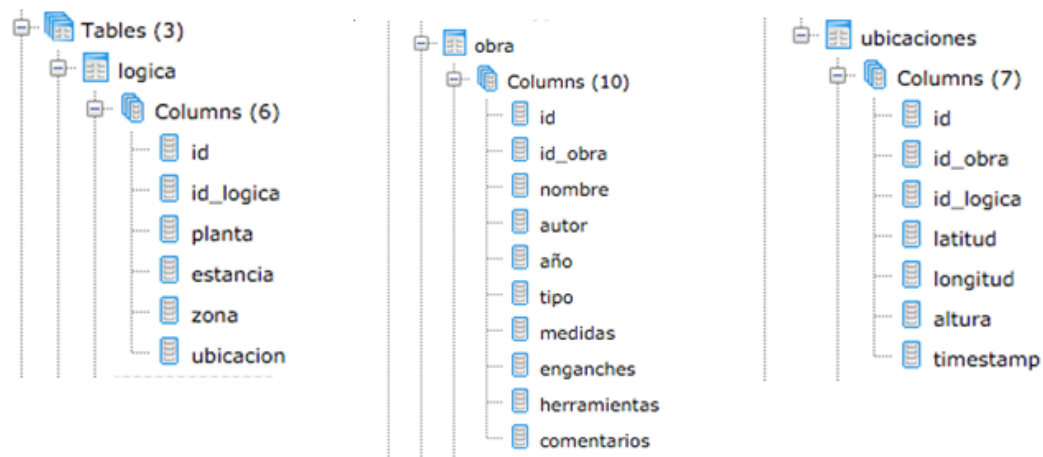 Tables (3)
logica
Columns (6)
id
id_logica
planta
estancia
zona
ubicacion
obra
Columns (10)
id
id_obra
nombre
autor
año
tipo
medidas
enganches
herramientas
comentarios
ubicaciones
Columns (7)
id
id_obra
id_logica
latitud
longitud
altura
timestamp